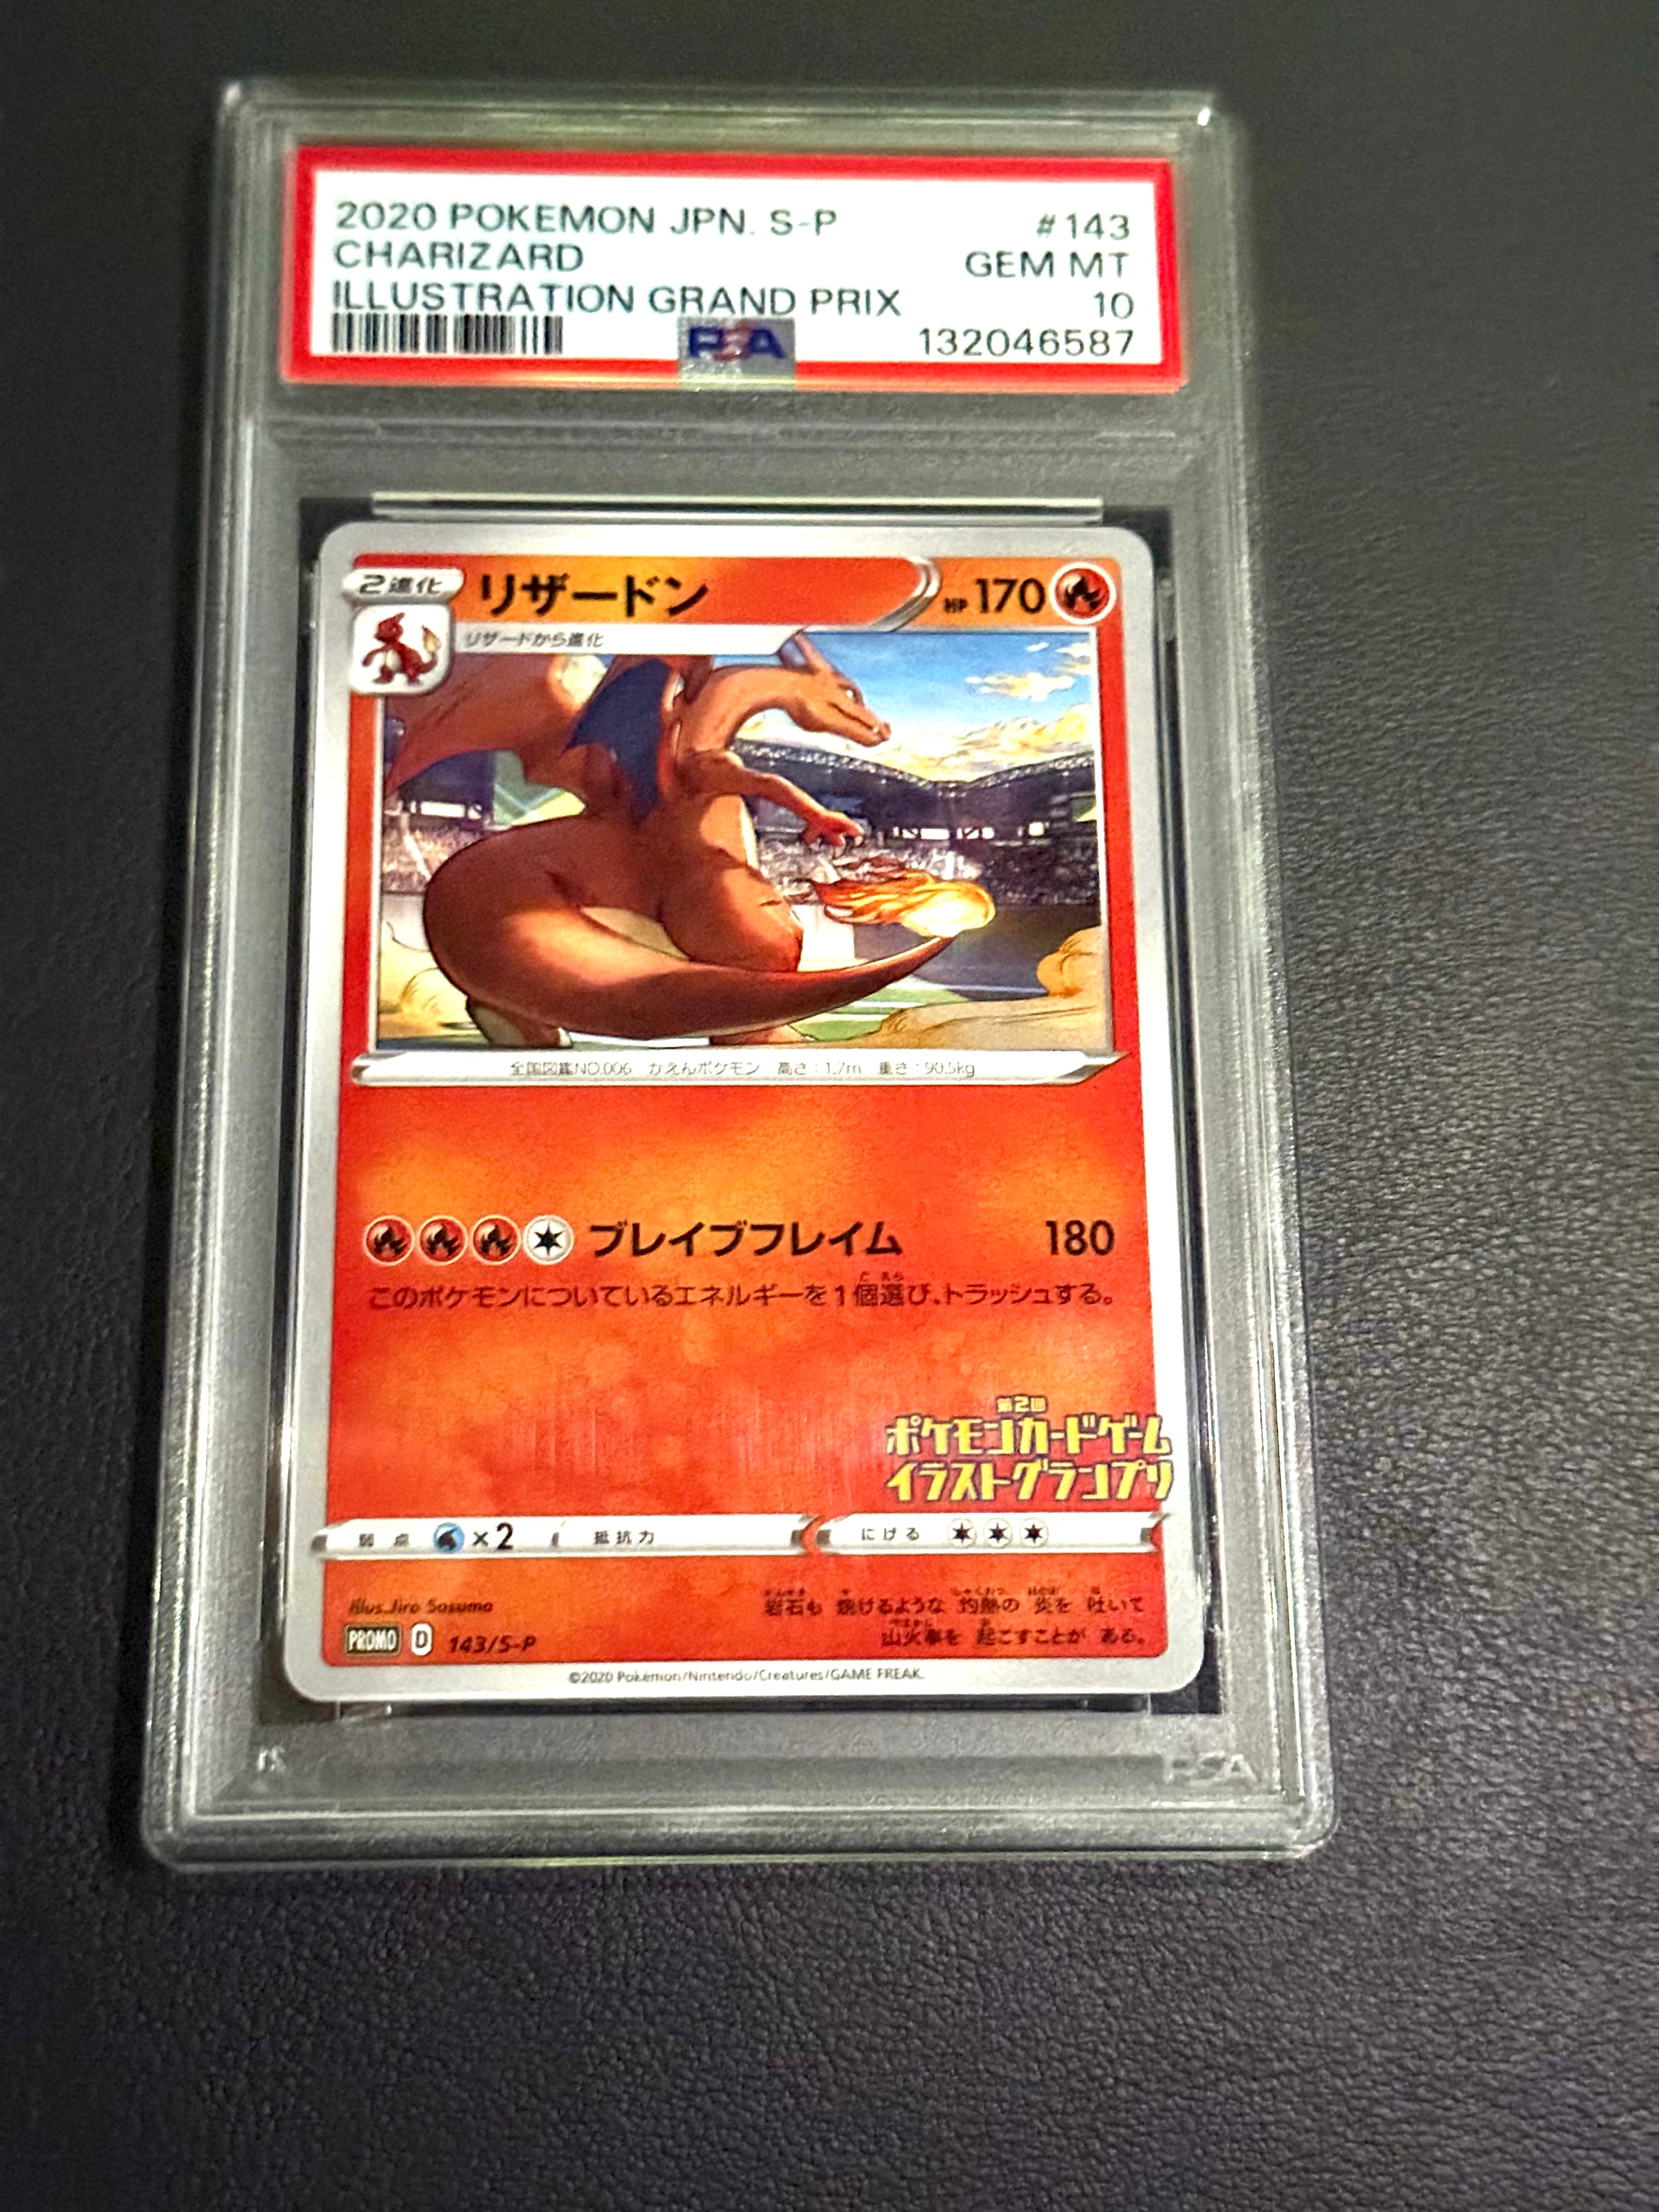 2020 POKEMON JPN. S-P #143
CHARIZARD GEM MT
ILLUSTRATION GRAND PRIX 10
PSA 132046587
2進化 リザードン HP 170
リザードから進化
全国図鑑NO.006 かえんポケモン 高さ：1.7m 重さ：90.5kg
ブレイブフレイム 180
このポケモンについているエネルギーを1個選び、トラッシュする。
第2回
ポケモンカードゲーム
イラストグランプリ
弱点 ×2 抵抗力 にげる
illus. Jiro Sasumo
岩石も 焼けるような 灼熱の 炎を 吐いて
PROMO D 143/S-P 山火事を 起こすことが ある。
©2020 Pokémon/Nintendo/Creatures/GAME FREAK.
PSA